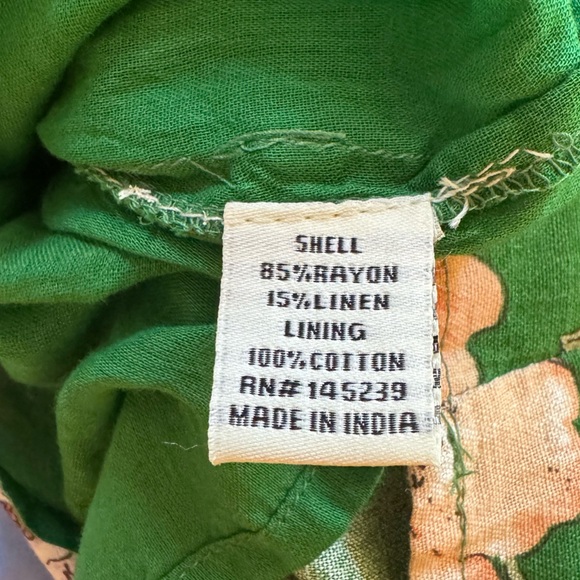 SHELL
85%RAYON
15%LINEN
LINING
100%COTTON
RN#145239
MADE IN INDIA